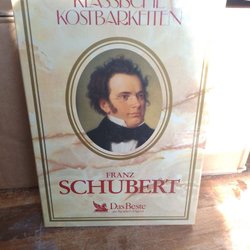 KLASSISCHE
KOSTBARKEITEN
FRANZ
SCHUBERT
Das Beste